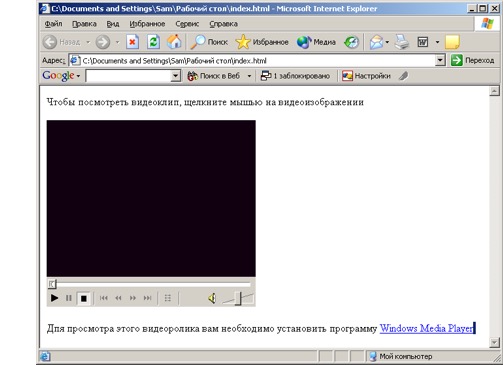 C:\Documents and Settings\Sam\Рабочий стол\index.html - Microsoft Internet Explorer
Файл Правка Вид Избранное Сервис Справка
Назад Поиск Избранное Медиа
Адрес: C:\Documents and Settings\Sam\Рабочий стол\index.html Переход
Google Поиск в Веб 1 заблокировано Настройки
Чтобы посмотреть видеоклип, щелкните мышью на видеоизображении
Для просмотра этого видеоролика вам необходимо установить программу Windows Media Player
Мой компьютер